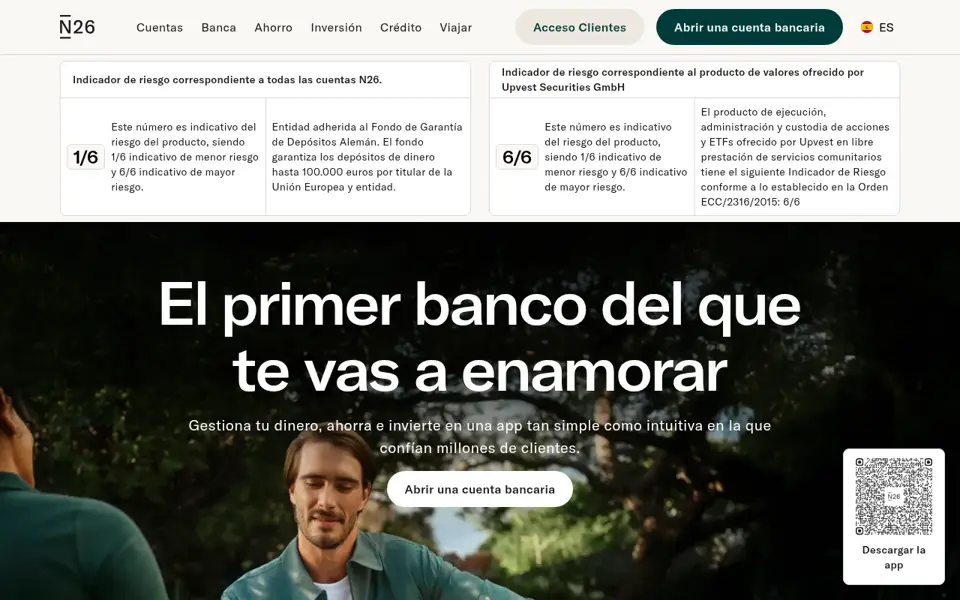 N26
Cuentas
Banca
Ahorro
Inversión
Crédito
Viajar
Acceso Clientes
Abrir una cuenta bancaria
ES
Indicador de riesgo correspondiente a todas las cuentas N26.
1/6
Este número es indicativo del
riesgo del producto, siendo
1/6 indicativo de menor riesgo
y 6/6 indicativo de mayor
riesgo.
Entidad adherida al Fondo de Garantía
de Depósitos Alemán. El fondo
garantiza los depósitos de dinero
hasta 100.000 euros por titular de la
Unión Europea y entidad.
Indicador de riesgo correspondiente al producto de valores ofrecido por
Upvest Securities GmbH
6/6
Este número es indicativo
del riesgo del producto,
siendo 1/6 indicativo de
menor riesgo y 6/6 indicativo
de mayor riesgo.
El producto de ejecución,
administración y custodia de acciones
y ETFs ofrecido por Upvest en libre
prestación de servicios comunitarios
tiene el siguiente Indicador de Riesgo
conforme a lo establecido en la Orden
ECC/2316/2015: 6/6
El primer banco del que
te vas a enamorar
Gestiona tu dinero, ahorra e invierte en una app tan simple como intuitiva en la que
confían millones de clientes.
Abrir una cuenta bancaria
N26
Descargar la
app